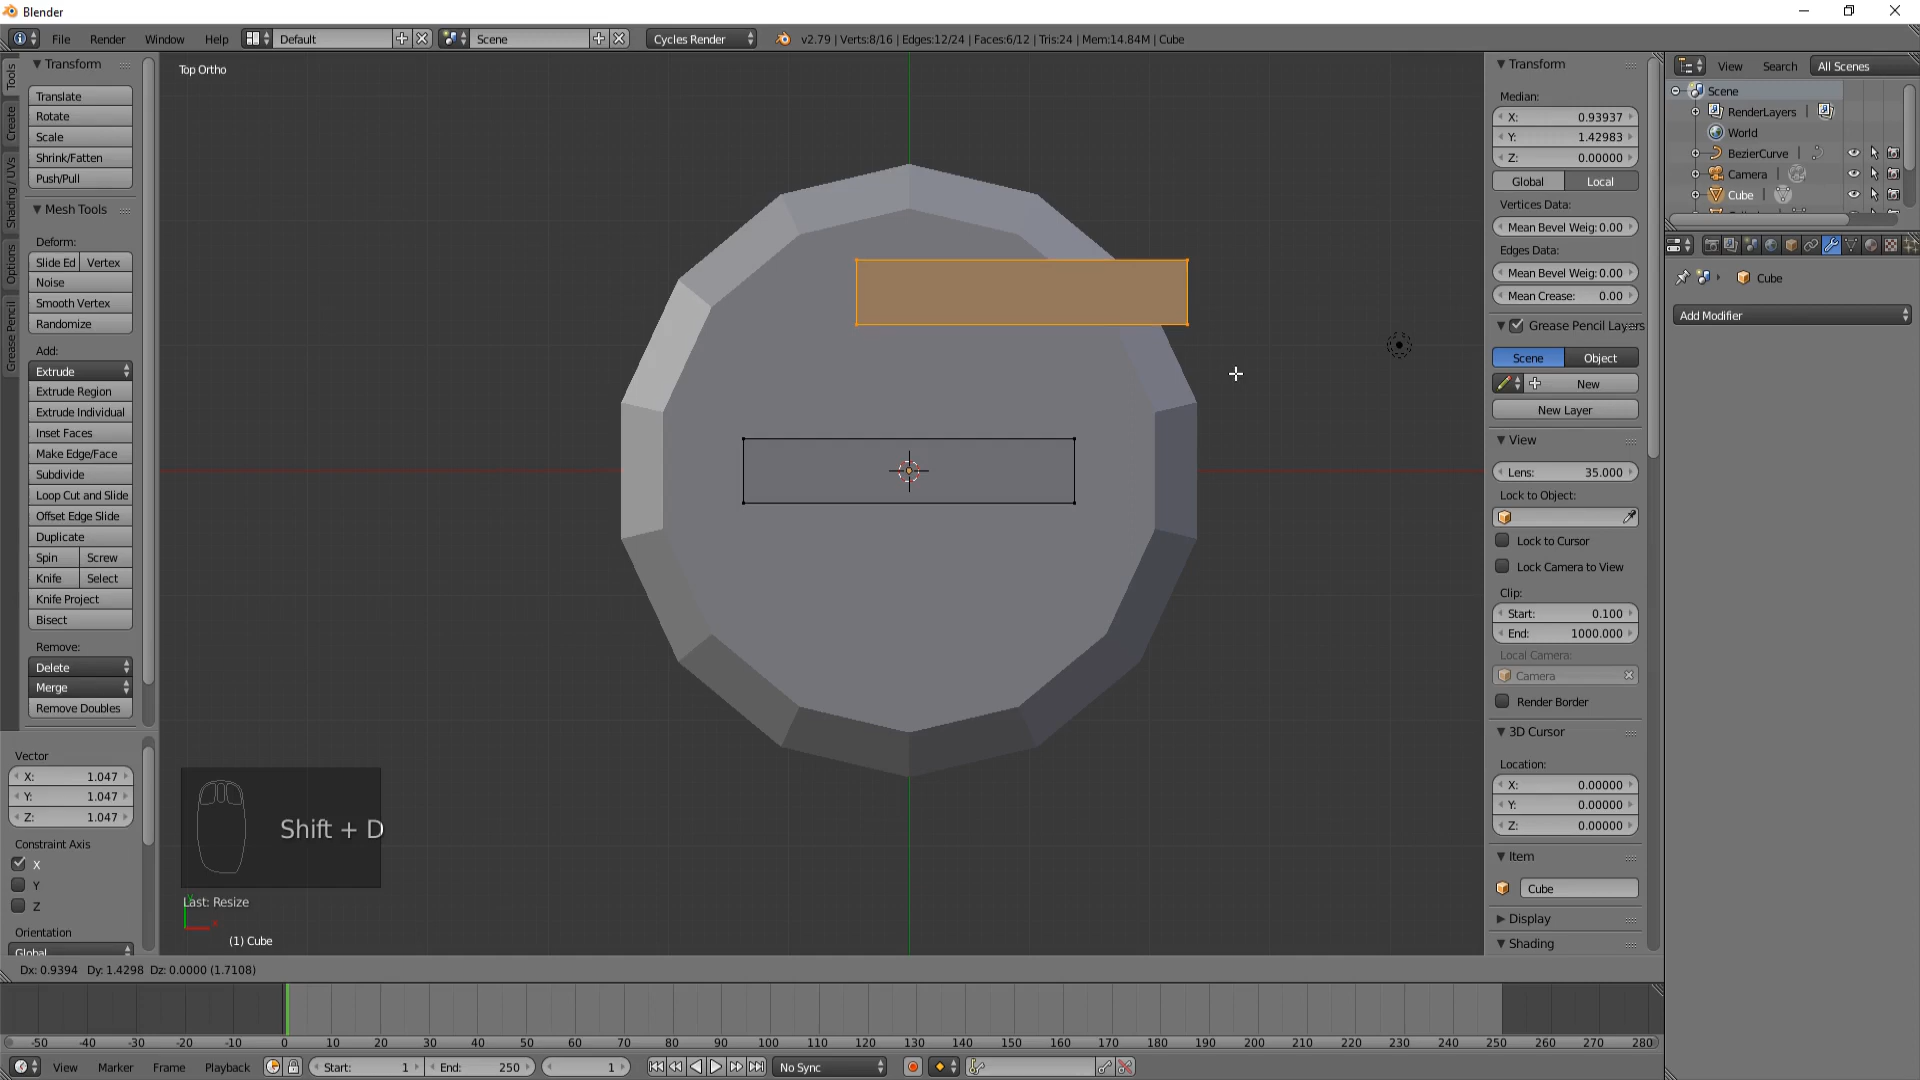 Blender
File Render Window Help Default Scene Cycles Render v2.79 | Verts:8/16 | Edges:12/24 | Faces:6/12 | Tris:24 | Mem:14.84M | Cube
Tools
Create
Shading / UVs
Options
Grease Pencil
Transform
Translate
Rotate
Scale
Shrink/Fatten
Push/Pull
Mesh Tools
Deform:
Slide Ed Vertex
Noise
Smooth Vertex
Randomize
Add:
Extrude
Extrude Region
Extrude Individual
Inset Faces
Make Edge/Face
Subdivide
Loop Cut and Slide
Offset Edge Slide
Duplicate
Spin Screw
Knife Select
Knife Project
Bisect
Remove:
Delete
Merge
Remove Doubles
Vector
X: 1.047
Y: 1.047
Z: 1.047
Constraint Axis
X
Y
Z
Orientation
Global
Top Ortho
Shift + D
Last: Resize
(1) Cube
Dx: 0.9394 Dy: 1.4298 Dz: 0.0000 (1.7108)
Transform
Median:
X: 0.93937
Y: 1.42983
Z: 0.00000
Global Local
Vertices Data:
Mean Bevel Weig: 0.00
Edges Data:
Mean Bevel Weig: 0.00
Mean Crease: 0.00
Grease Pencil Layers
Scene Object
New
New Layer
View
Lens: 35.000
Lock to Object:
Lock to Cursor
Lock Camera to View
Clip:
Start: 0.100
End: 1000.000
Local Camera:
Camera
Render Border
3D Cursor
Location:
X: 0.00000
Y: 0.00000
Z: 0.00000
Item
Cube
Display
Shading
View Search All Scenes
Scene
RenderLayers
World
BezierCurve
Camera
Cube
Cube
Add Modifier
-50 -40 -30 -20 -10 0 10 20 30 40 50 60 70 80 90 100 110 120 130 140 150 160 170 180 190 200 210 220 230 240 250 260 270 280
View Marker Frame Playback Start: 1 End: 250 1 No Sync